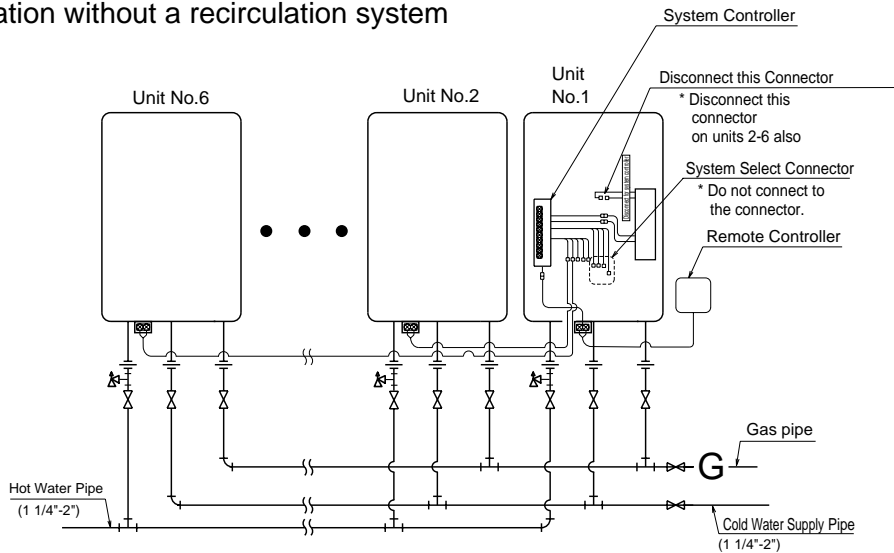 ation without a recirculation system
System Controller
Unit
No.1
Disconnect this Connector
Unit No.6
Unit No.2
* Disconnect this
connector
on units 2-6 also
System Select Connector
* Do not connect to
the connector.
Remote Controller
Gas pipe
G
Hot Water Pipe
(1 1/4"-2")
Cold Water Supply Pipe
(1 1/4"-2")